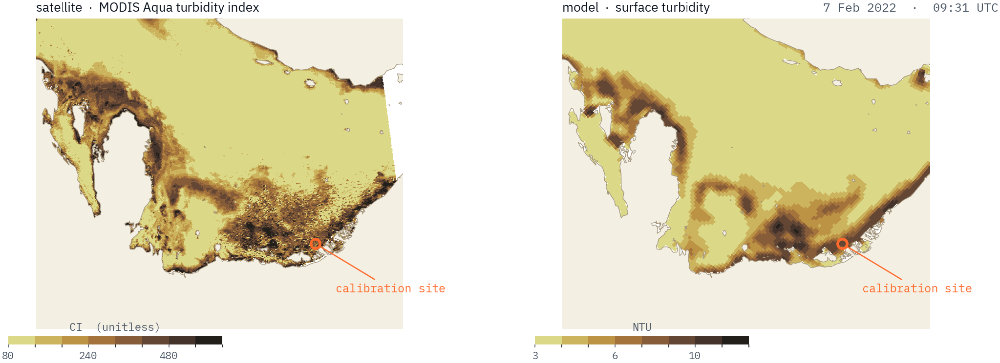 satellite · MODIS Aqua turbidity index
model · surface turbidity
7 Feb 2022 · 09:31 UTC
calibration site
calibration site
CI (unitless)
80 240 480
NTU
3 6 10